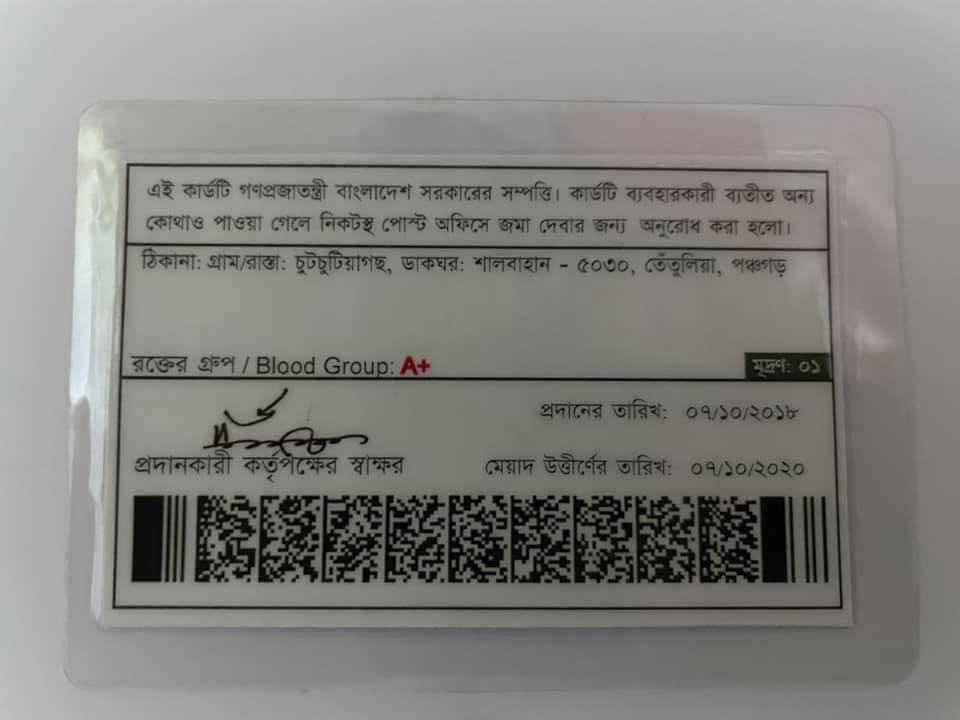 এই কার্ডটি গণপ্রজাতন্ত্রী বাংলাদেশ সরকারের সম্পত্তি। কার্ডটি ব্যবহারকারী ব্যতীত অন্য
কোথাও পাওয়া গেলে নিকটস্থ পোস্ট অফিসে জমা দেবার জন্য অনুরোধ করা হলো।
ঠিকানা: গ্রাম/রাস্তা: চুটচুটিয়াগছ, ডাকঘর: শালবাহান - ৫০৩০, তেঁতুলিয়া, পঞ্চগড়
রক্তের গ্রুপ / Blood Group: A+ মূদ্রণ: ০১
প্রদানের তারিখ: ০৭/১০/২০১৮
প্রদানকারী কর্তৃপক্ষের স্বাক্ষর মেয়াদ উত্তীর্ণের তারিখ: ০৭/১০/২০২০